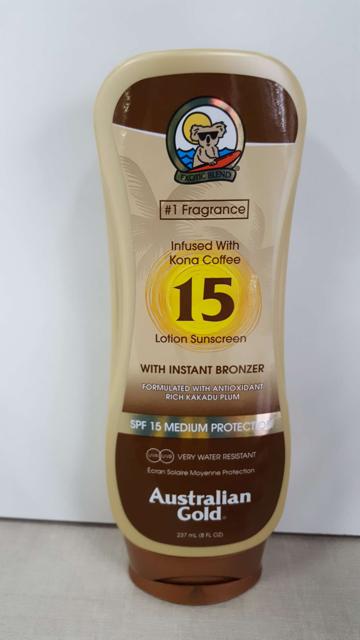 EXOTIC BLEND
#1 Fragrance
Infused With
Kona Coffee
15
Lotion Sunscreen
WITH INSTANT BRONZER
FORMULATED WITH ANTIOXIDANT
RICH KAKADU PLUM
SPF 15 MEDIUM PROTECTION
UVA UVB VERY WATER RESISTANT
Écran Solaire Moyenne Protection
Australian
Gold
237 mL (8 FL OZ)